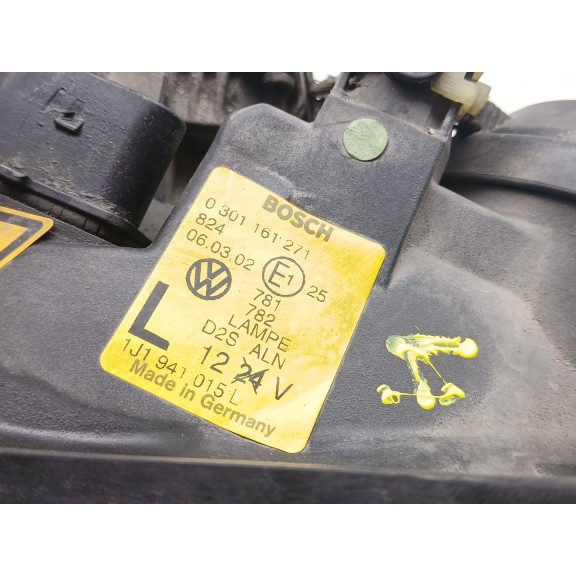 BOSCH
0 301 161 271
824
06.03.02
E1 25
781
782
L
LAMPE
D2S ALN
12 24 V
1J1 941 015 L
Made in Germany